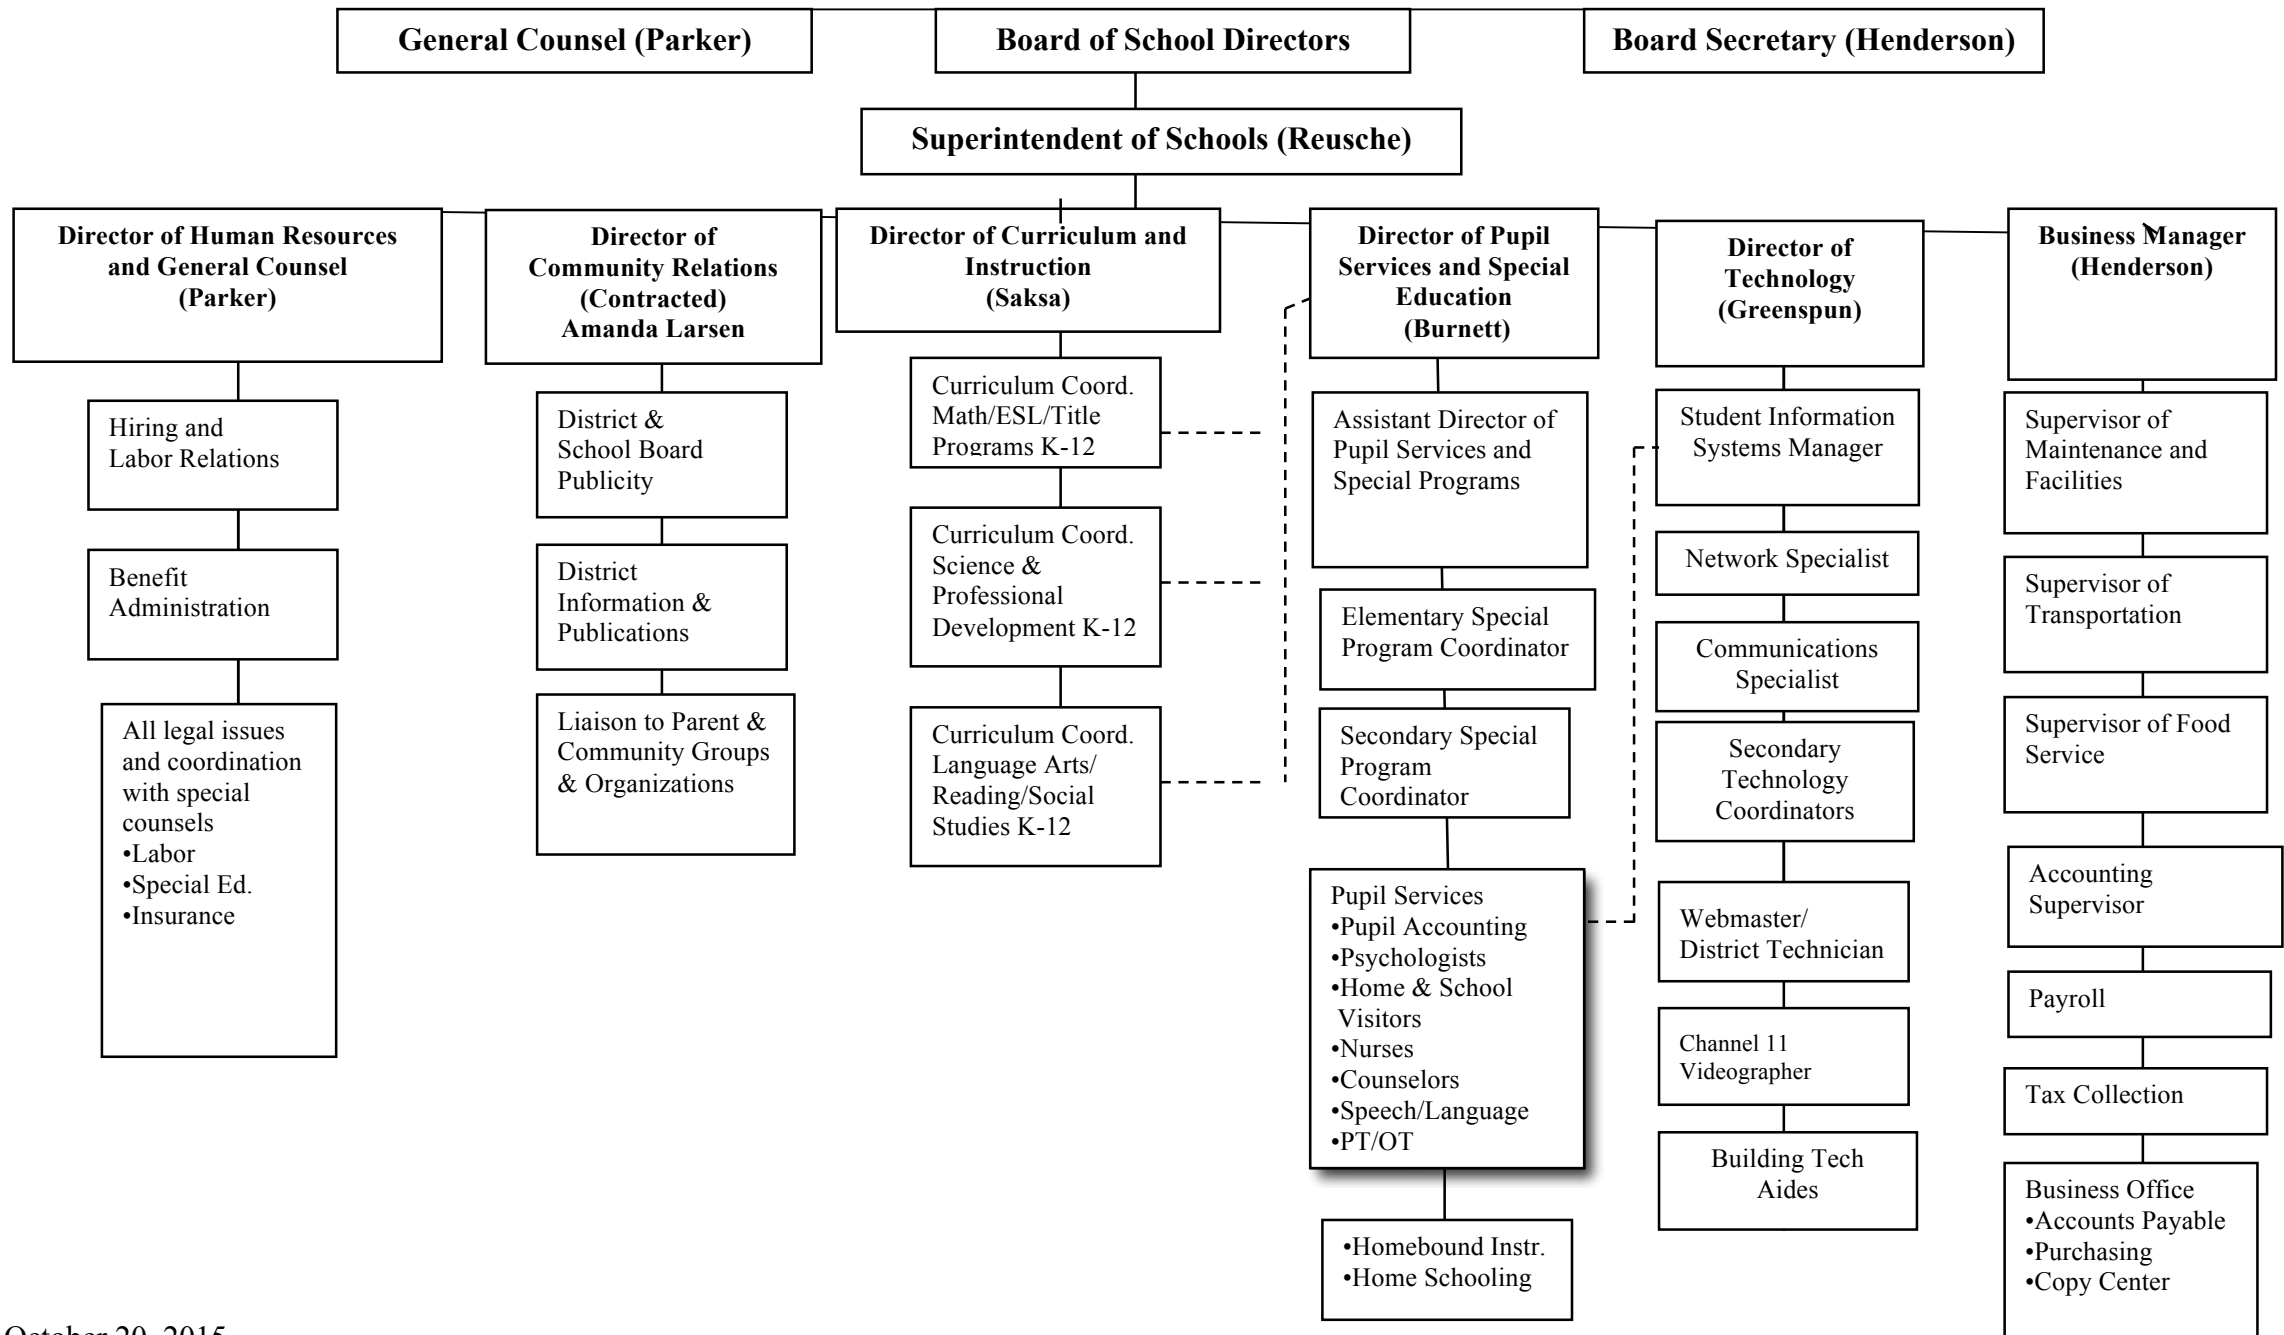 General Counsel (Parker)
Board of School Directors
Board Secretary (Henderson)
Superintendent of Schools (Reusche)
Director of Human Resources
and General Counsel
(Parker)
Hiring and
Labor Relations
Benefit
Administration
All legal issues
and coordination
with special
counsels
•Labor
•Special Ed.
•Insurance
Director of
Community Relations
(Contracted)
Amanda Larsen
District &
School Board
Publicity
District
Information &
Publications
Liaison to Parent &
Community Groups
& Organizations
Director of Curriculum and
Instruction
(Saksa)
Curriculum Coord.
Math/ESL/Title
Programs K-12
Curriculum Coord.
Science &
Professional
Development K-12
Curriculum Coord.
Language Arts/
Reading/Social
Studies K-12
Director of Pupil
Services and Special
Education
(Burnett)
Assistant Director of
Pupil Services and
Special Programs
Elementary Special
Program Coordinator
Secondary Special
Program
Coordinator
Pupil Services
•Pupil Accounting
•Psychologists
•Home & School
Visitors
•Nurses
•Counselors
•Speech/Language
•PT/OT
•Homebound Instr.
•Home Schooling
Director of
Technology
(Greenspun)
Student Information
Systems Manager
Network Specialist
Communications
Specialist
Secondary
Technology
Coordinators
Webmaster/
District Technician
Channel 11
Videographer
Building Tech
Aides
Business Manager
(Henderson)
Supervisor of
Maintenance and
Facilities
Supervisor of
Transportation
Supervisor of Food
Service
Accounting
Supervisor
Payroll
Tax Collection
Business Office
•Accounts Payable
•Purchasing
•Copy Center
October 20, 2015